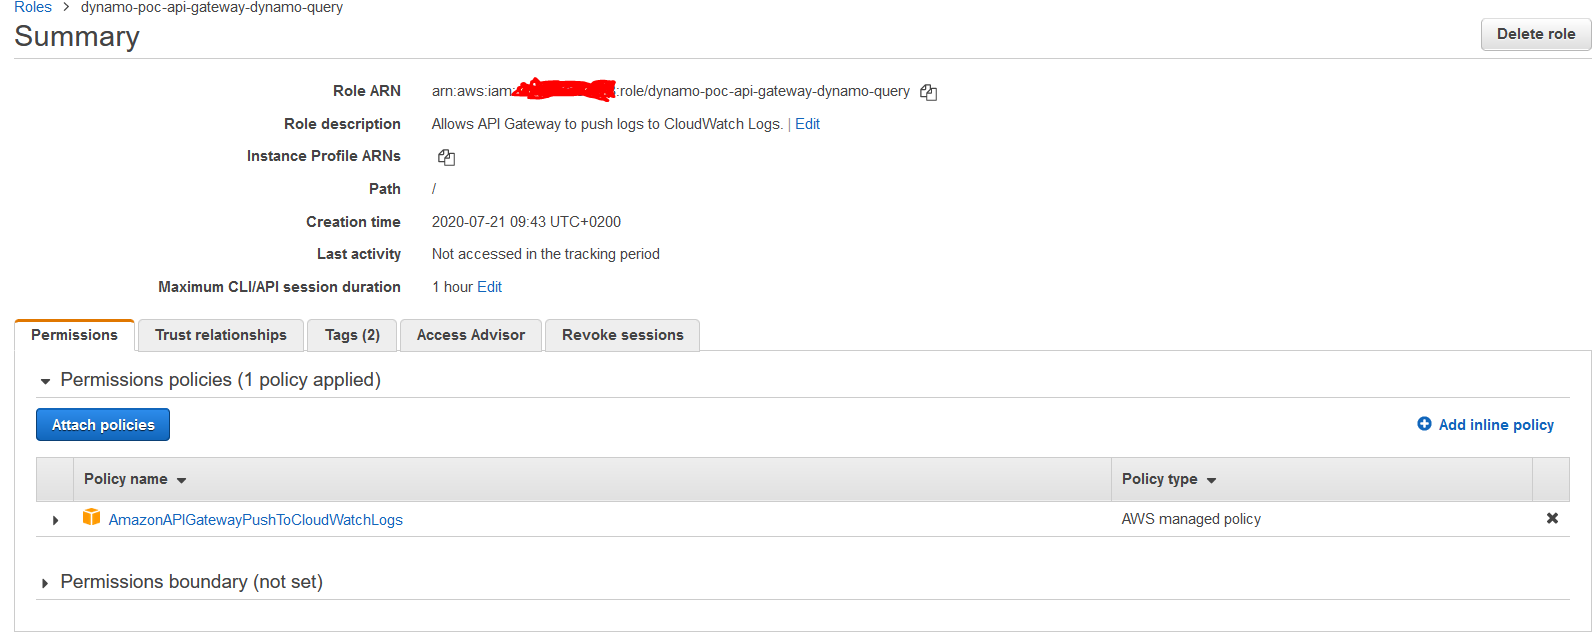 Roles > dynamo-poc-api-gateway-dynamo-query
Summary
Delete role
Role ARN arn:aws:iam: :role/dynamo-poc-api-gateway-dynamo-query
Role description Allows API Gateway to push logs to CloudWatch Logs. | Edit
Instance Profile ARNs
Path /
Creation time 2020-07-21 09:43 UTC+0200
Last activity Not accessed in the tracking period
Maximum CLI/API session duration 1 hour Edit
Permissions Trust relationships Tags (2) Access Advisor Revoke sessions
Permissions policies (1 policy applied)
Attach policies Add inline policy
Policy name Policy type
AmazonAPIGatewayPushToCloudWatchLogs AWS managed policy
Permissions boundary (not set)